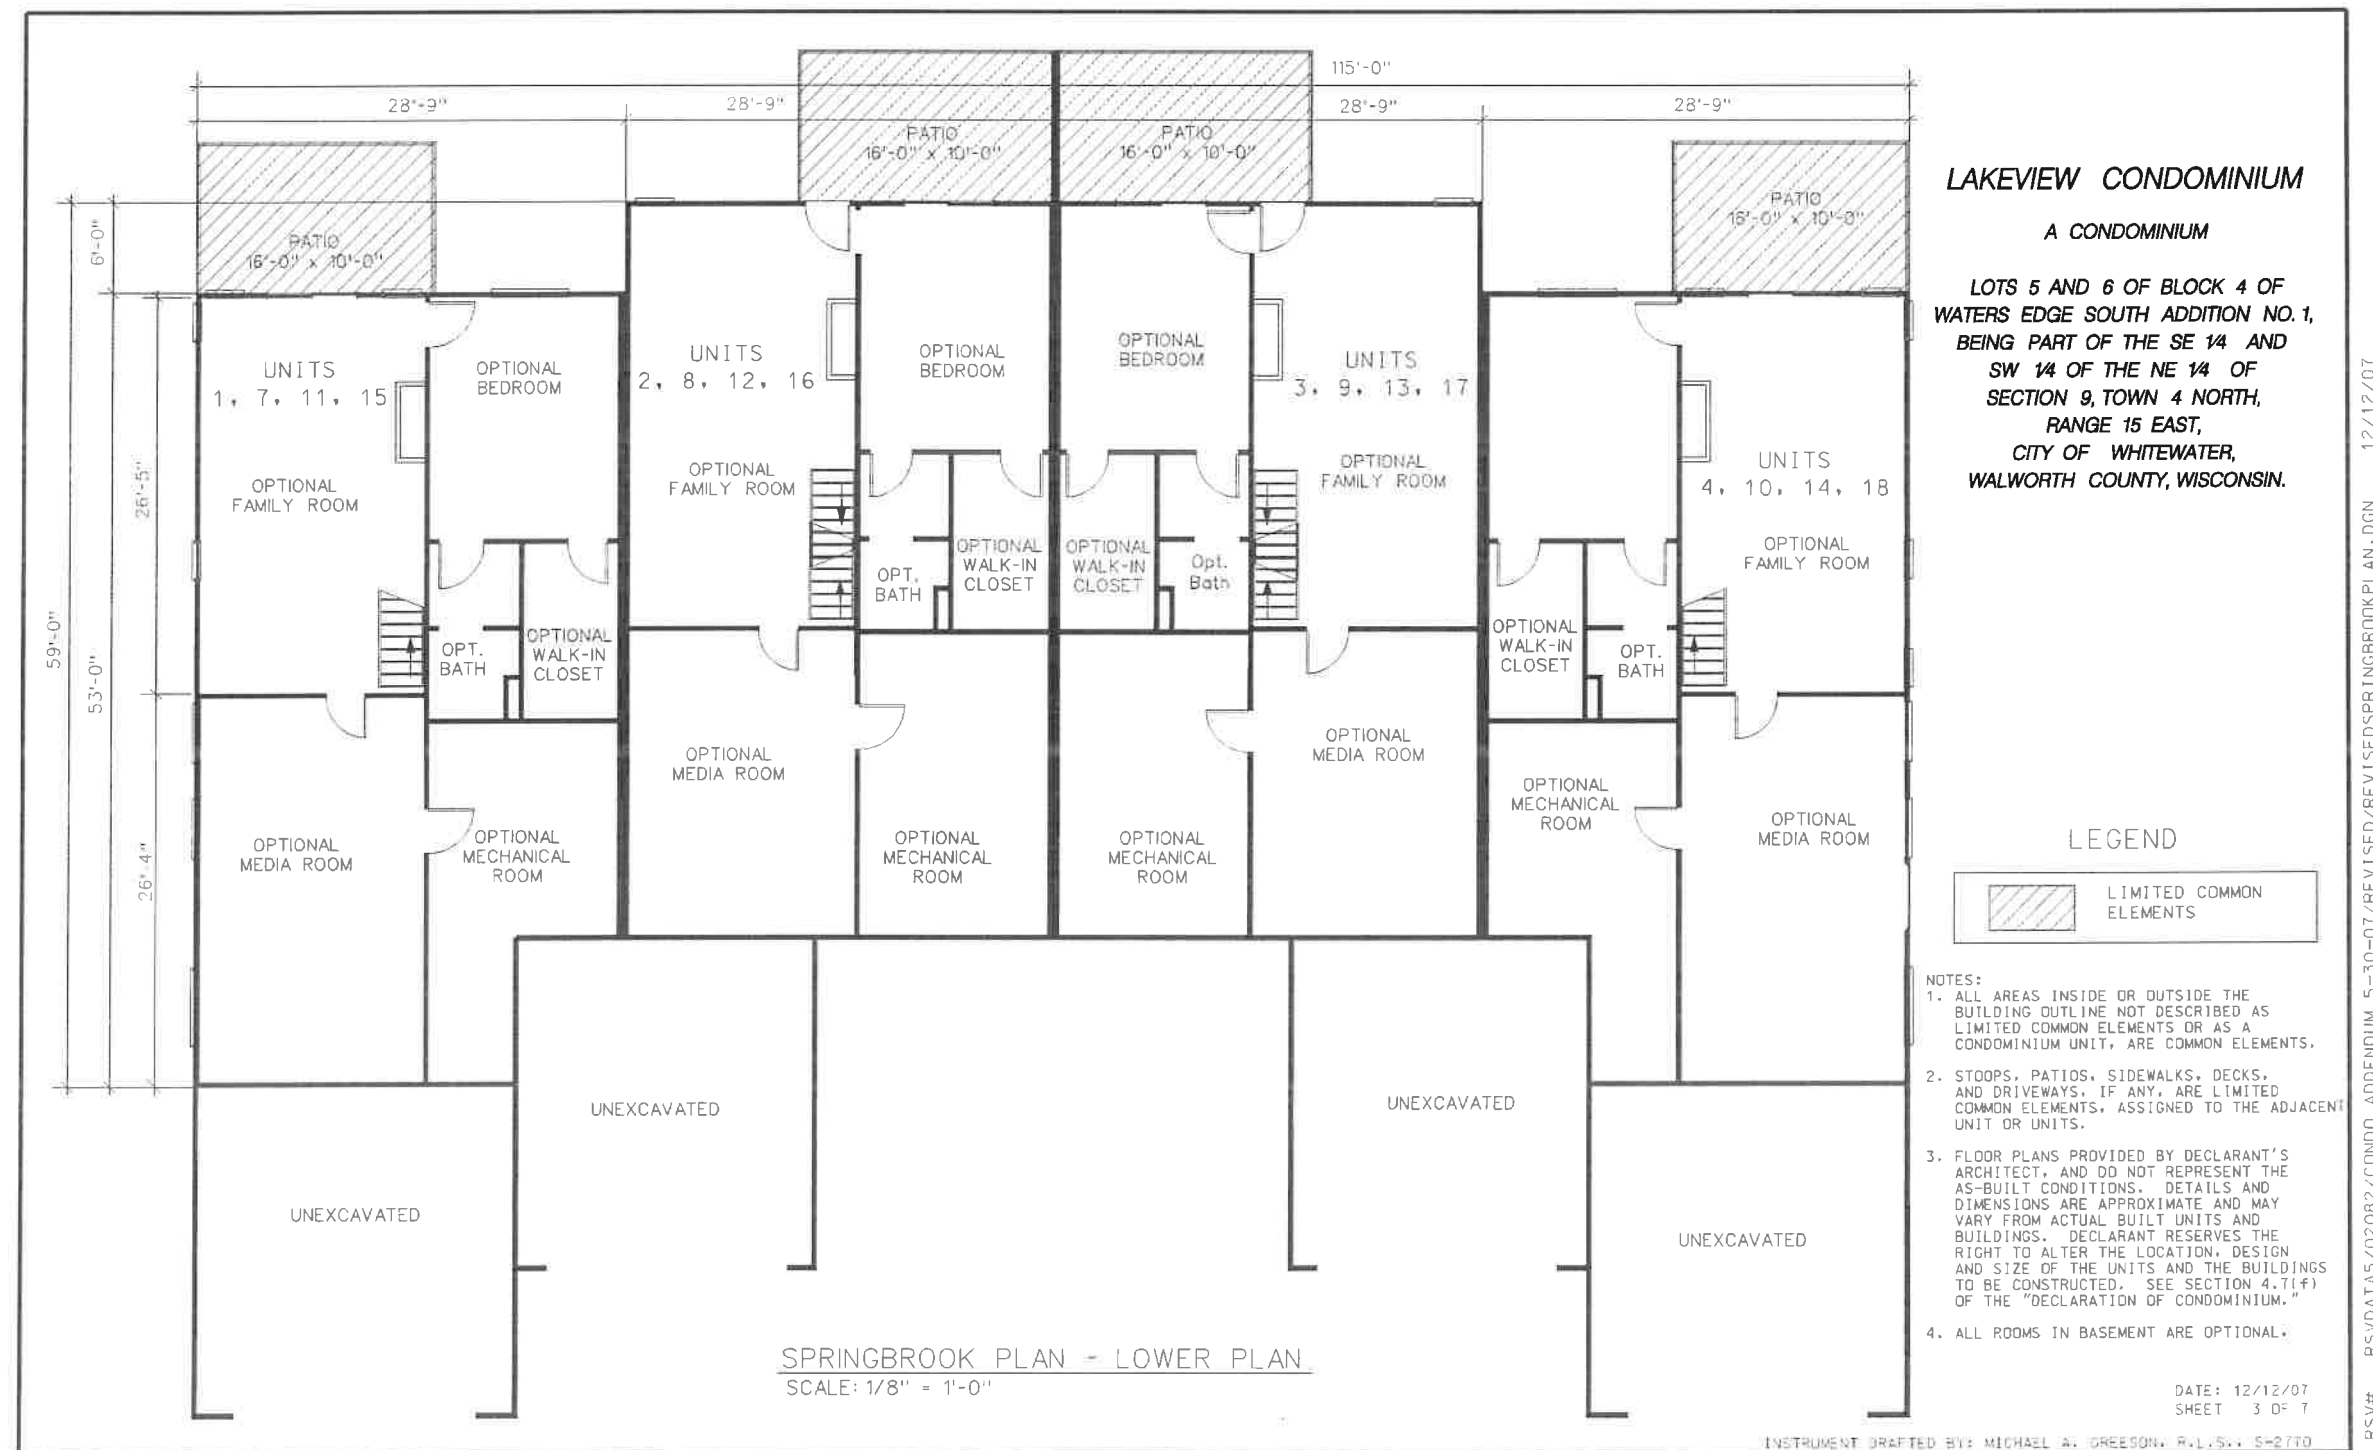 115'-0"
28'-9"
28'-9"
28'-9"
28'-9"
PATIO
16'-0" x 10'-0"
PATIO
16'-0" x 10'-0"
PATIO
16'-0" x 10'-0"
PATIO
16'-0" x 10'-0"
6'-0"
26'-5"
59'-0"
53'-0"
26'-4"
UNITS
1, 7, 11, 15
OPTIONAL
FAMILY ROOM
OPTIONAL
BEDROOM
OPT.
BATH
OPTIONAL
WALK-IN
CLOSET
OPTIONAL
MEDIA ROOM
OPTIONAL
MECHANICAL
ROOM
UNEXCAVATED
UNITS
2, 8, 12, 16
OPTIONAL
FAMILY ROOM
OPTIONAL
BEDROOM
OPT.
BATH
OPTIONAL
WALK-IN
CLOSET
OPTIONAL
MEDIA ROOM
OPTIONAL
MECHANICAL
ROOM
UNEXCAVATED
OPTIONAL
BEDROOM
UNITS
3, 9, 13, 17
OPTIONAL
FAMILY ROOM
OPTIONAL
WALK-IN
CLOSET
Opt.
Bath
OPTIONAL
MECHANICAL
ROOM
OPTIONAL
MEDIA ROOM
UNEXCAVATED
UNITS
4, 10, 14, 18
OPTIONAL
FAMILY ROOM
OPTIONAL
WALK-IN
CLOSET
OPT.
BATH
OPTIONAL
MECHANICAL
ROOM
OPTIONAL
MEDIA ROOM
UNEXCAVATED
SPRINGBROOK PLAN - LOWER PLAN
SCALE: 1/8" = 1'-0"
LAKEVIEW CONDOMINIUM
A CONDOMINIUM
LOTS 5 AND 6 OF BLOCK 4 OF
WATERS EDGE SOUTH ADDITION NO. 1,
BEING PART OF THE SE 1/4 AND
SW 1/4 OF THE NE 1/4 OF
SECTION 9, TOWN 4 NORTH,
RANGE 15 EAST,
CITY OF WHITEWATER,
WALWORTH COUNTY, WISCONSIN.
LEGEND
LIMITED COMMON
ELEMENTS
NOTES:
1. ALL AREAS INSIDE OR OUTSIDE THE
BUILDING OUTLINE NOT DESCRIBED AS
LIMITED COMMON ELEMENTS OR AS A
CONDOMINIUM UNIT, ARE COMMON ELEMENTS.
2. STOOPS, PATIOS, SIDEWALKS, DECKS,
AND DRIVEWAYS, IF ANY, ARE LIMITED
COMMON ELEMENTS, ASSIGNED TO THE ADJACENT
UNIT OR UNITS.
3. FLOOR PLANS PROVIDED BY DECLARANT'S
ARCHITECT, AND DO NOT REPRESENT THE
AS-BUILT CONDITIONS. DETAILS AND
DIMENSIONS ARE APPROXIMATE AND MAY
VARY FROM ACTUAL BUILT UNITS AND
BUILDINGS. DECLARANT RESERVES THE
RIGHT TO ALTER THE LOCATION, DESIGN
AND SIZE OF THE UNITS AND THE BUILDINGS
TO BE CONSTRUCTED. SEE SECTION 4.7(f)
OF THE "DECLARATION OF CONDOMINIUM."
4. ALL ROOMS IN BASEMENT ARE OPTIONAL.
DATE: 12/12/07
SHEET 3 OF 7
INSTRUMENT DRAFTED BY: MICHAEL A. GREESON, R.L.S., S-2770
ADDENDUM 5-30-07/REVISED/REVISEDSPRINGBROOKPLAN.DGN 12/12/07